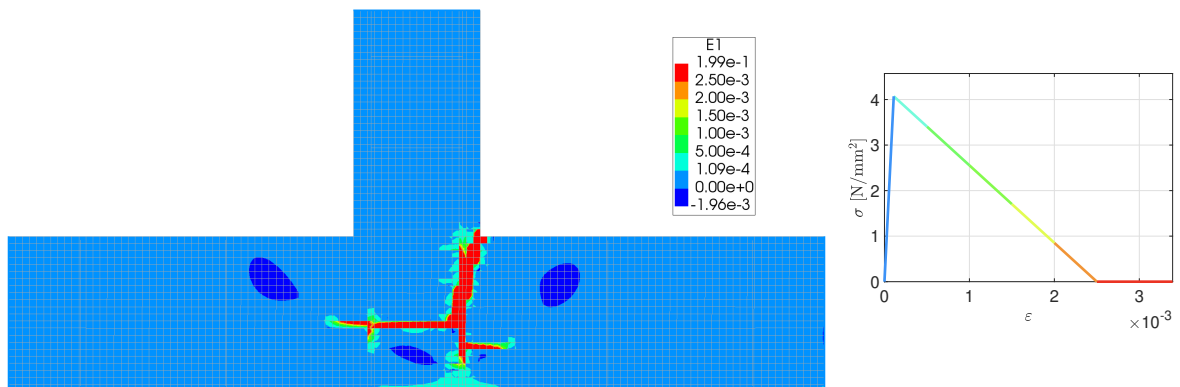 E1
1.99e-1
2.50e-3
2.00e-3
1.50e-3
1.00e-3
5.00e-4
1.09e-4
0.00e+0
-1.96e-3
σ [N/mm²]
4
3
2
1
0
0 1 2 3
ε
×10⁻³